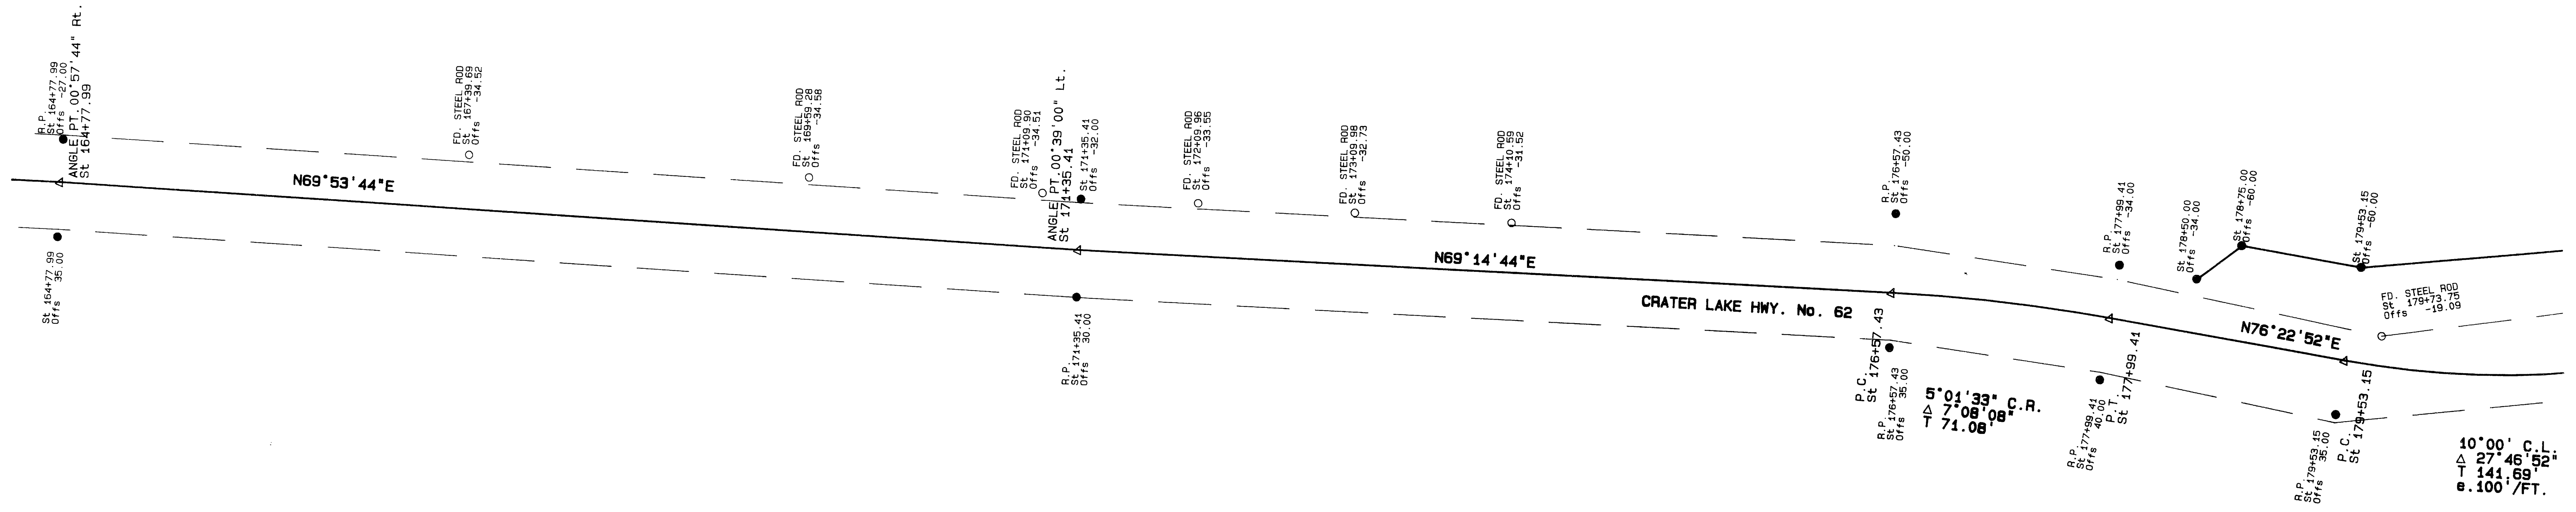 R.P.
St 164+77.99
Offs -27.00
ANGLE PT.00°57'44" Rt.
St 164+77.99
St 164+77.99
Offs 35.00
N69°53'44"E
FD. STEEL ROD
St 167+39.69
Offs -34.52
FD. STEEL ROD
St 169+59.28
Offs -34.58
FD. STEEL ROD
St 171+09.90
Offs -34.51
ANGLE PT.00°39'00" Lt.
St 171+35.41
St 171+35.41
Offs -32.00
R.P.
St 171+35.41
Offs 30.00
FD. STEEL ROD
St 172+09.96
Offs -33.55
FD. STEEL ROD
St 173+09.98
Offs -32.73
N69°14'44"E
FD. STEEL ROD
St 174+10.59
Offs -31.52
CRATER LAKE HWY. No. 62
R.P.
St 176+57.43
Offs -50.00
P.C.
St 176+57.43
R.P.
St 176+57.43
Offs 35.00
5°01'33" C.R.
Δ 7°08'08"
T 71.08'
R.P.
St 177+99.41
Offs -34.00
P.T.
St 177+99.41
R.P.
St 177+99.41
Offs 40.00
St 178+50.00
Offs -34.00
St 178+75.00
Offs -60.00
St 179+53.15
Offs -60.00
FD. STEEL ROD
St 179+73.75
Offs -19.09
N76°22'52"E
P.C.
St 179+53.15
R.P.
St 179+53.15
Offs 35.00
10°00' C.L.
Δ 27°46'52"
T 141.69'
e.100'/FT.